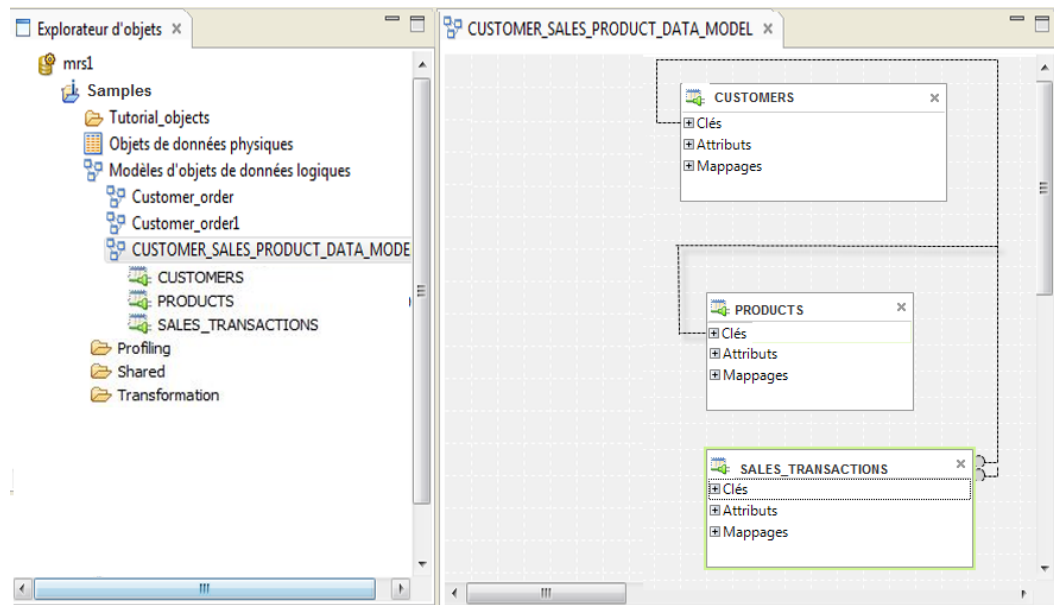 Explorateur d'objets
mrs1
Samples
Tutorial_objects
Objets de données physiques
Modèles d'objets de données logiques
Customer_order
Customer_order1
CUSTOMER_SALES_PRODUCT_DATA_MODE
CUSTOMERS
PRODUCTS
SALES_TRANSACTIONS
Profiling
Shared
Transformation
CUSTOMER_SALES_PRODUCT_DATA_MODEL
CUSTOMERS
Clés
Attributs
Mappages
PRODUCTS
Clés
Attributs
Mappages
SALES_TRANSACTIONS
Clés
Attributs
Mappages